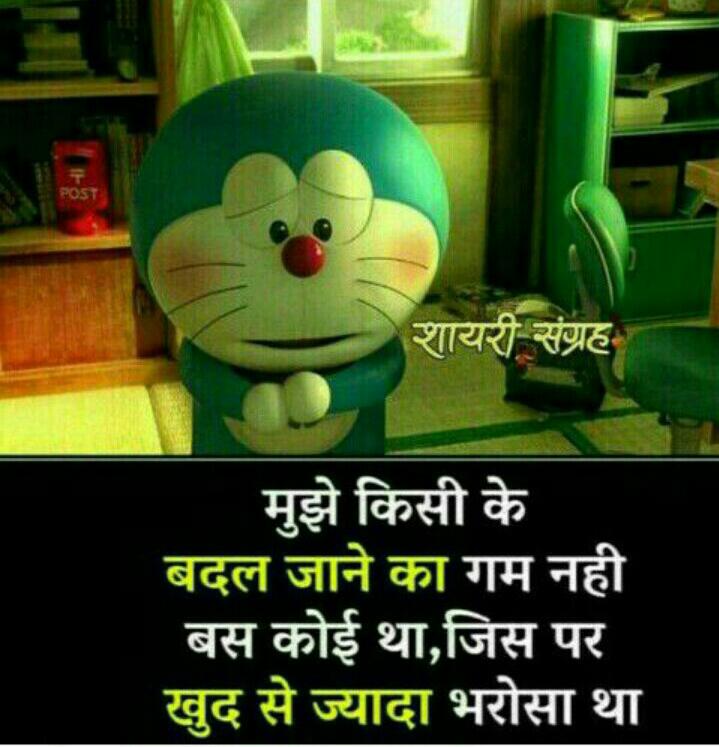 〒
POST
शायरी संग्रह
मुझे किसी के
बदल जाने का गम नही
बस कोई था,जिस पर
खुद से ज्यादा भरोसा था